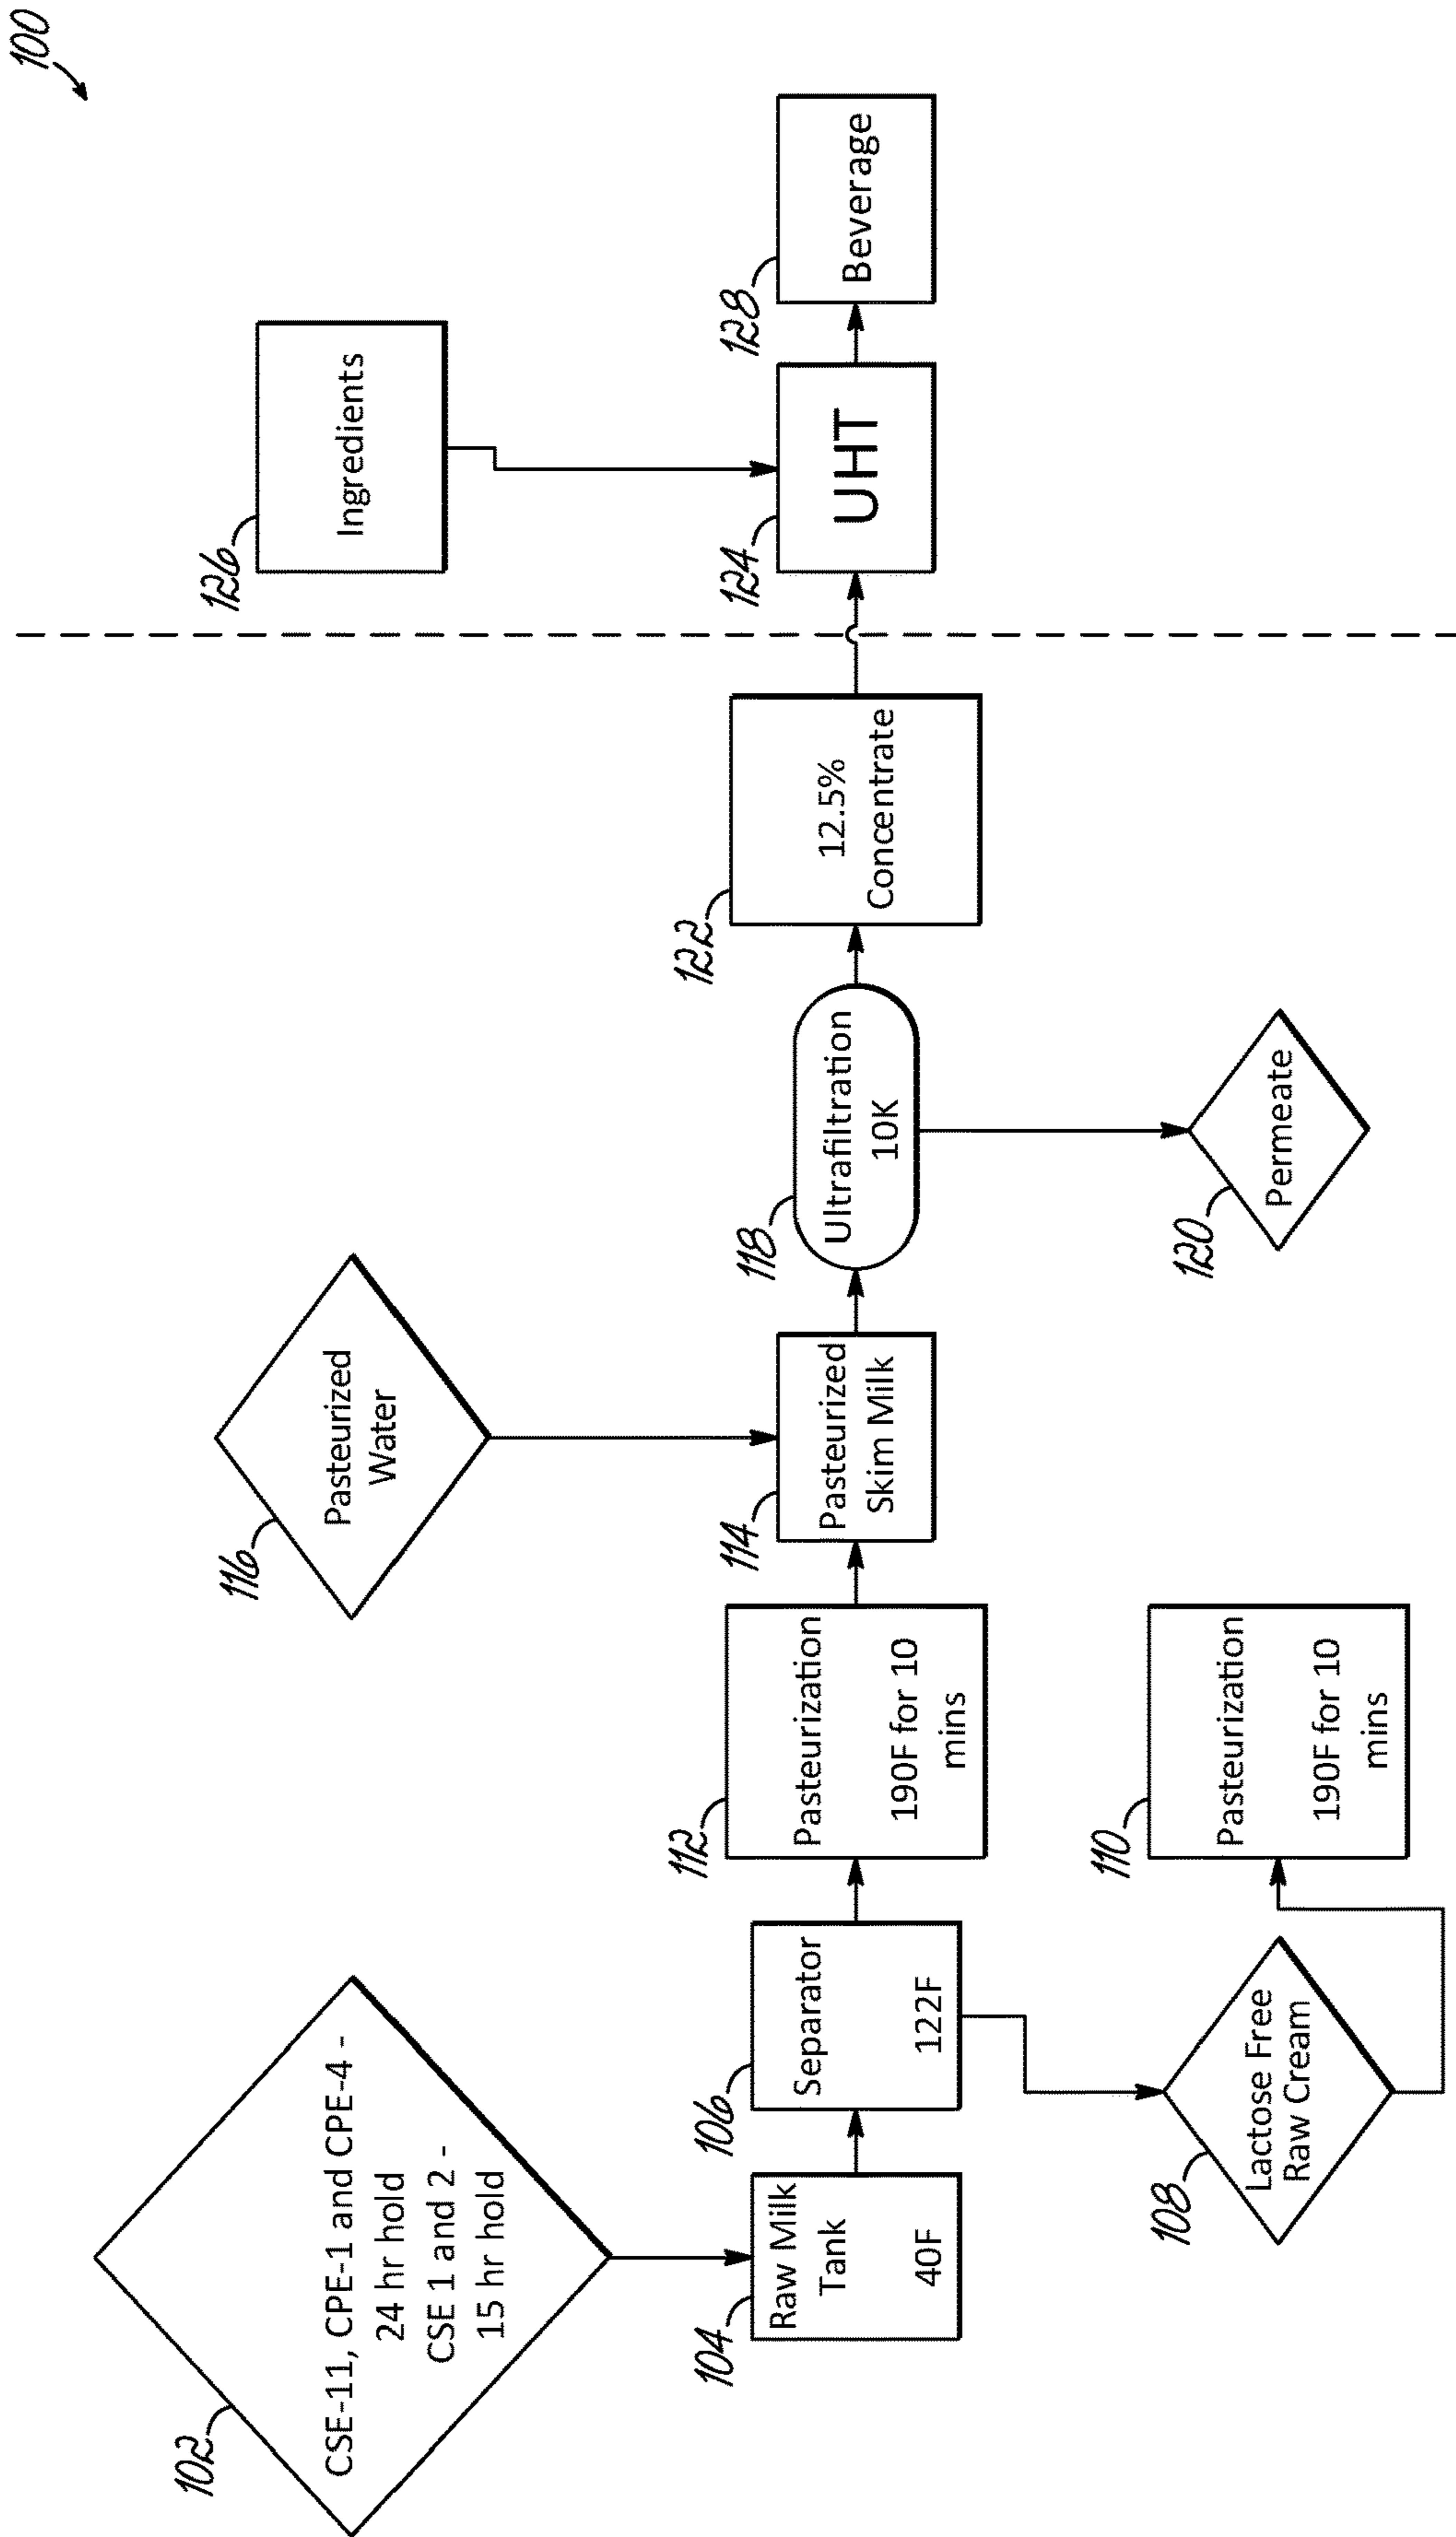 100
102
CSE-11, CPE-1 and CPE-4 -
24 hr hold
CSE 1 and 2 -
15 hr hold
104
Raw Milk
Tank
40F
106
Separator
122F
108
Lactose Free
Raw Cream
110
Pasteurization
190F for 10
mins
112
Pasteurization
190F for 10
mins
114
Pasteurized
Skim Milk
116
Pasteurized
Water
118
Ultrafiltration
10K
120
Permeate
122
12.5%
Concentrate
124
UHT
126
Ingredients
128
Beverage